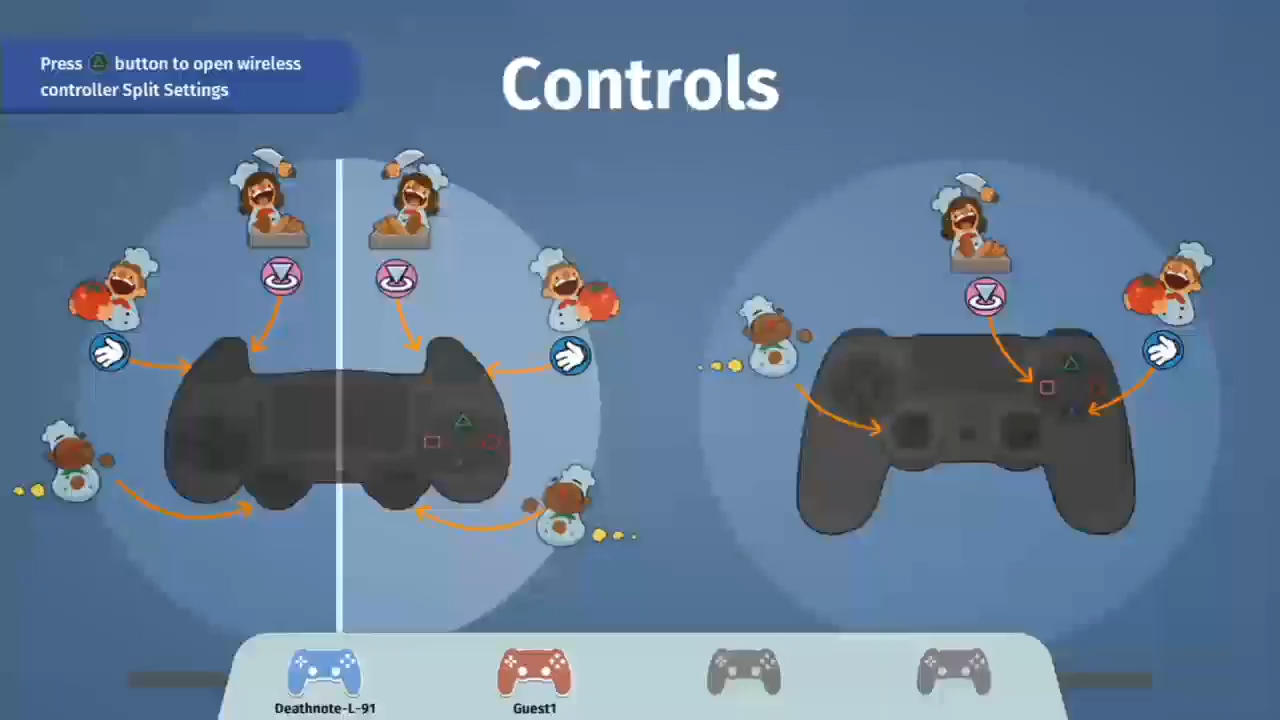 Press △ button to open wireless
controller Split Settings
Controls
Deathnote-L-91
Guest1